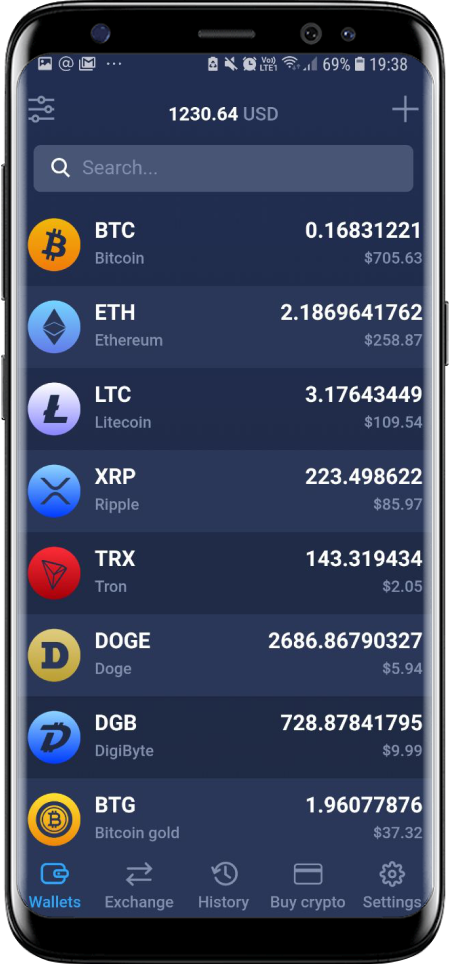 @ ... Vo)) LTE1 69% 19:38
1230.64 USD
Search...
BTC 0.16831221
Bitcoin $705.63
ETH 2.1869641762
Ethereum $258.87
LTC 3.17643449
Litecoin $109.54
XRP 223.498622
Ripple $85.97
TRX 143.319434
Tron $2.05
DOGE 2686.86790327
Doge $5.94
DGB 728.87841795
DigiByte $9.99
BTG 1.96077876
Bitcoin gold $37.32
Wallets Exchange History Buy crypto Settings